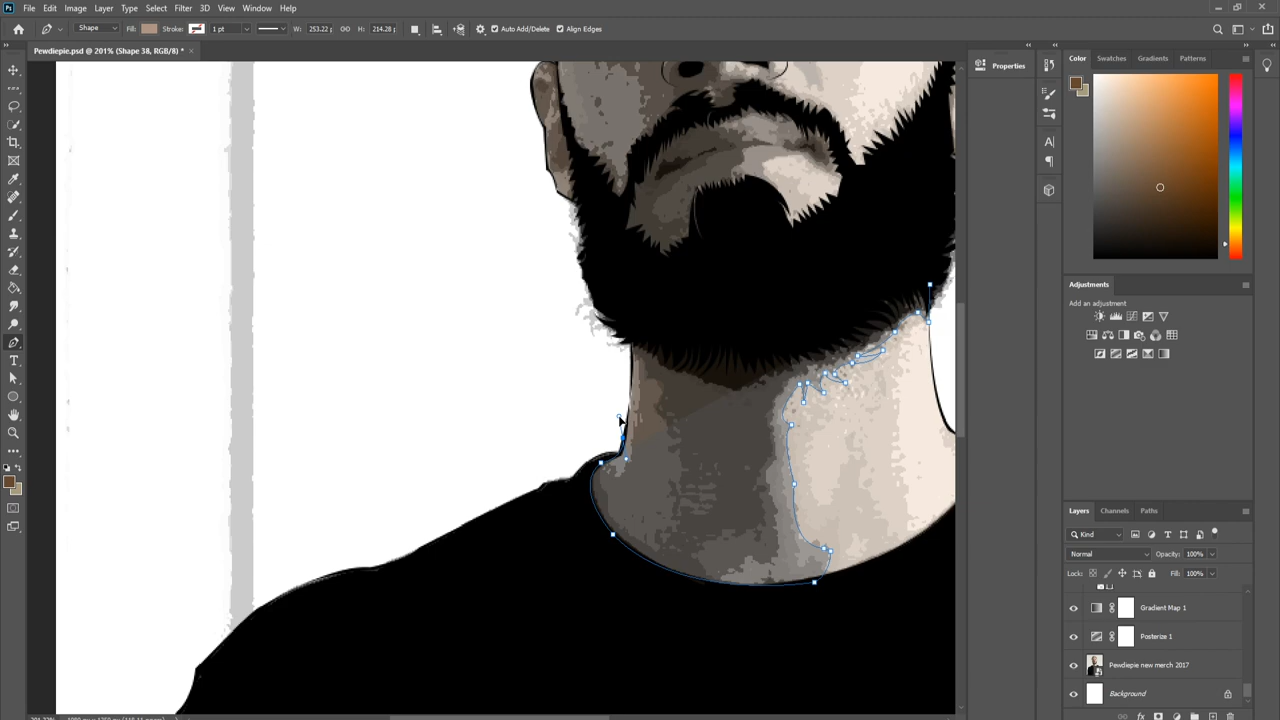 Ps File Edit Image Layer Type Select Filter 3D View Window Help
Shape Fill: Stroke: 1 pt W: 253.22 H: 214.28 Auto Add/Delete Align Edges
Pewdiepie.psd @ 201% (Shape 38, RGB/8) *
Properties
Color Swatches Gradients Patterns
Adjustments
Add an adjustment
Layers Channels Paths
Kind
Normal Opacity: 100%
Lock: Fill: 100%
Gradient Map 1
Posterize 1
Pewdiepie new merch 2017
Background